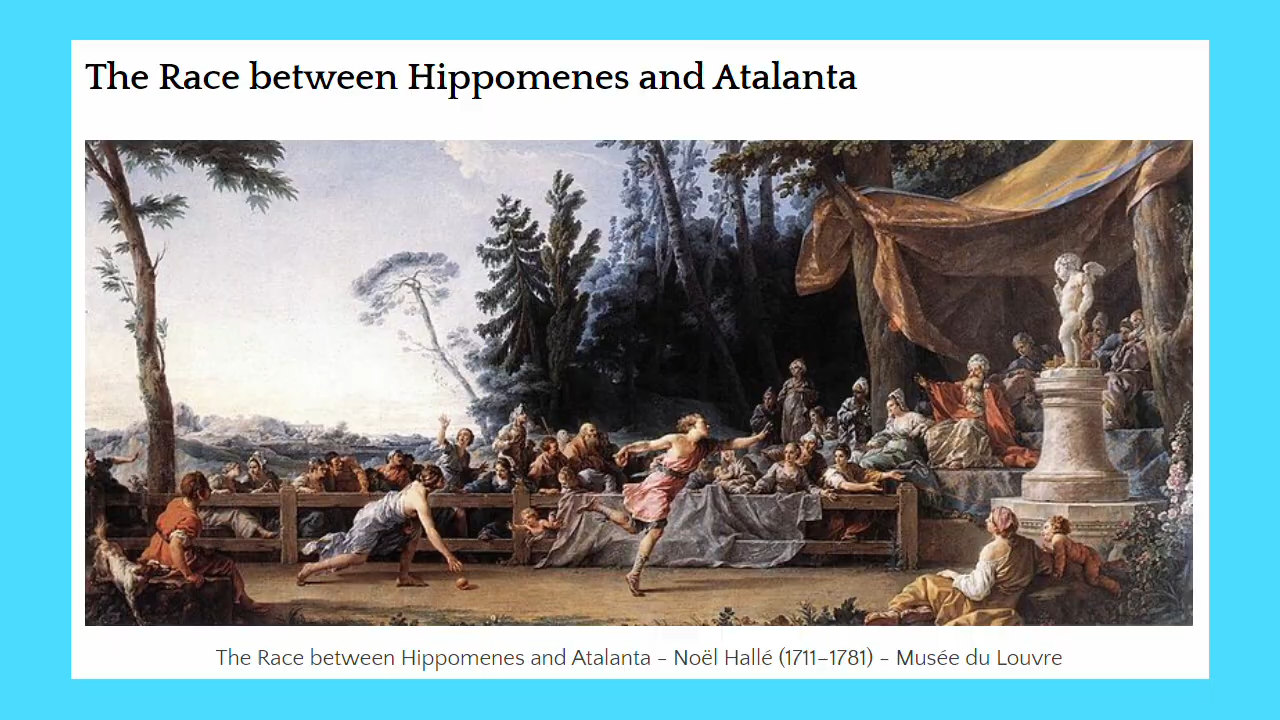 The Race between Hippomenes and Atalanta
The Race between Hippomenes and Atalanta – Noël Hallé (1711–1781) – Musée du Louvre